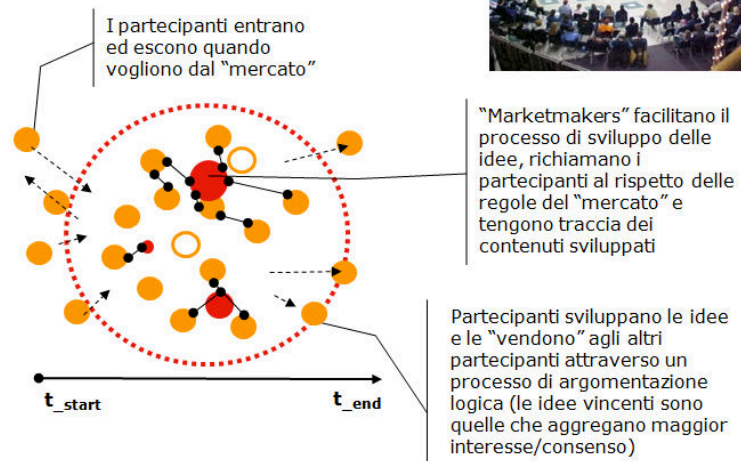 I partecipanti entrano
ed escono quando
vogliono dal “mercato”
“Marketmakers” facilitano il
processo di sviluppo delle
idee, richiamano i
partecipanti al rispetto delle
regole del “mercato” e
tengono traccia dei
contenuti sviluppati
Partecipanti sviluppano le idee
e le “vendono” agli altri
partecipanti attraverso un
processo di argomentazione
logica (le idee vincenti sono
quelle che aggregano maggior
interesse/consenso)
t_start
t_end